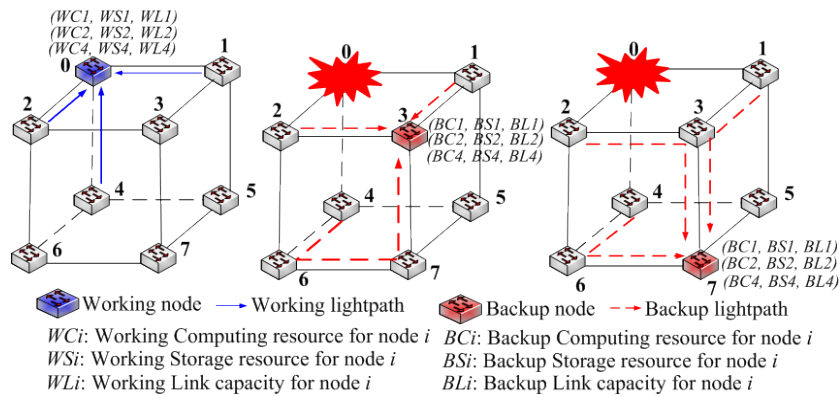 (WC1, WS1, WL1)
(WC2, WS2, WL2)
(WC4, WS4, WL4)
0
1
2
3
4
5
6
7
0
1
2
3
(BC1, BS1, BL1)
(BC2, BS2, BL2)
(BC4, BS4, BL4)
4
5
6
7
0
1
2
3
4
5
6
(BC1, BS1, BL1)
(BC2, BS2, BL2)
(BC4, BS4, BL4)
7
Working node
Working lightpath
Backup node
Backup lightpath
WCi: Working Computing resource for node i
WSi: Working Storage resource for node i
WLi: Working Link capacity for node i
BCi: Backup Computing resource for node i
BSi: Backup Storage resource for node i
BLi: Backup Link capacity for node i